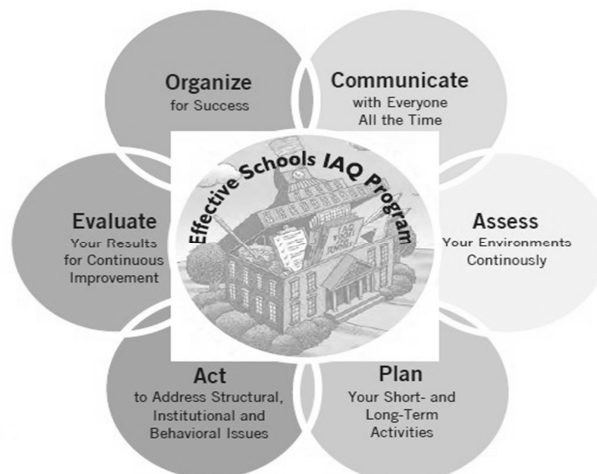 Organize
for Success
Communicate
with Everyone
All the Time
Effective Schools IAQ Program
Evaluate
Your Results
for Continuous
Improvement
Assess
Your Environments
Continously
Act
to Address Structural,
Institutional and
Behavioral Issues
Plan
Your Short- and
Long-Term
Activities